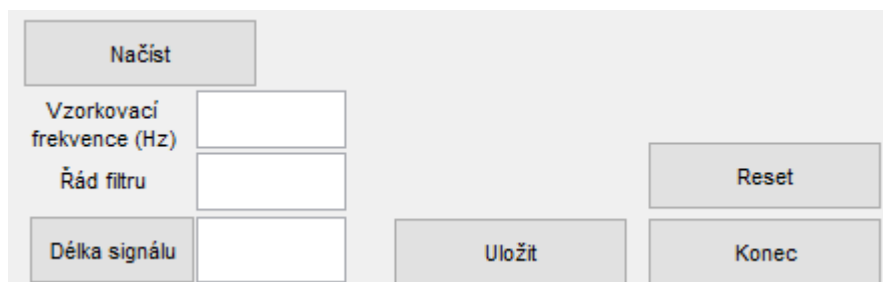 Načíst
Vzorkovací
frekvence (Hz)
Řád filtru
Reset
Délka signálu
Uložit
Konec